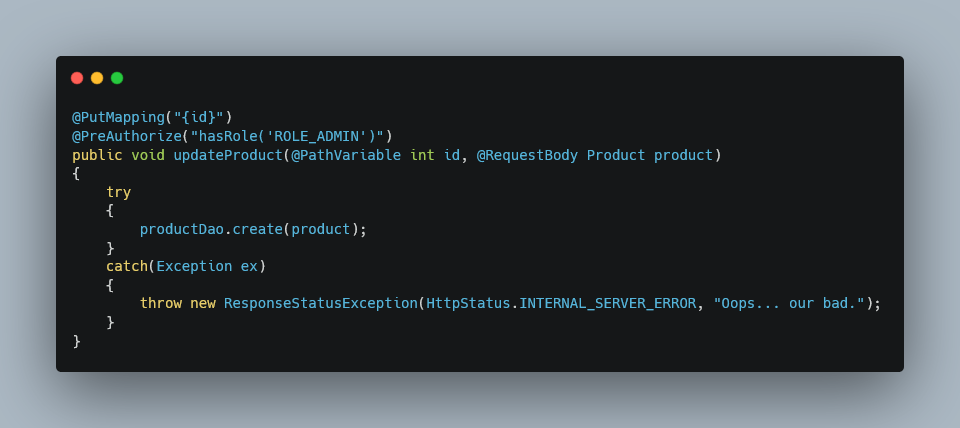 @PutMapping("{id}")
@PreAuthorize("hasRole('ROLE_ADMIN')")
public void updateProduct(@PathVariable int id, @RequestBody Product product)
{
    try
    {
        productDao.create(product);
    }
    catch(Exception ex)
    {
        throw new ResponseStatusException(HttpStatus.INTERNAL_SERVER_ERROR, "Oops... our bad.");
    }
}